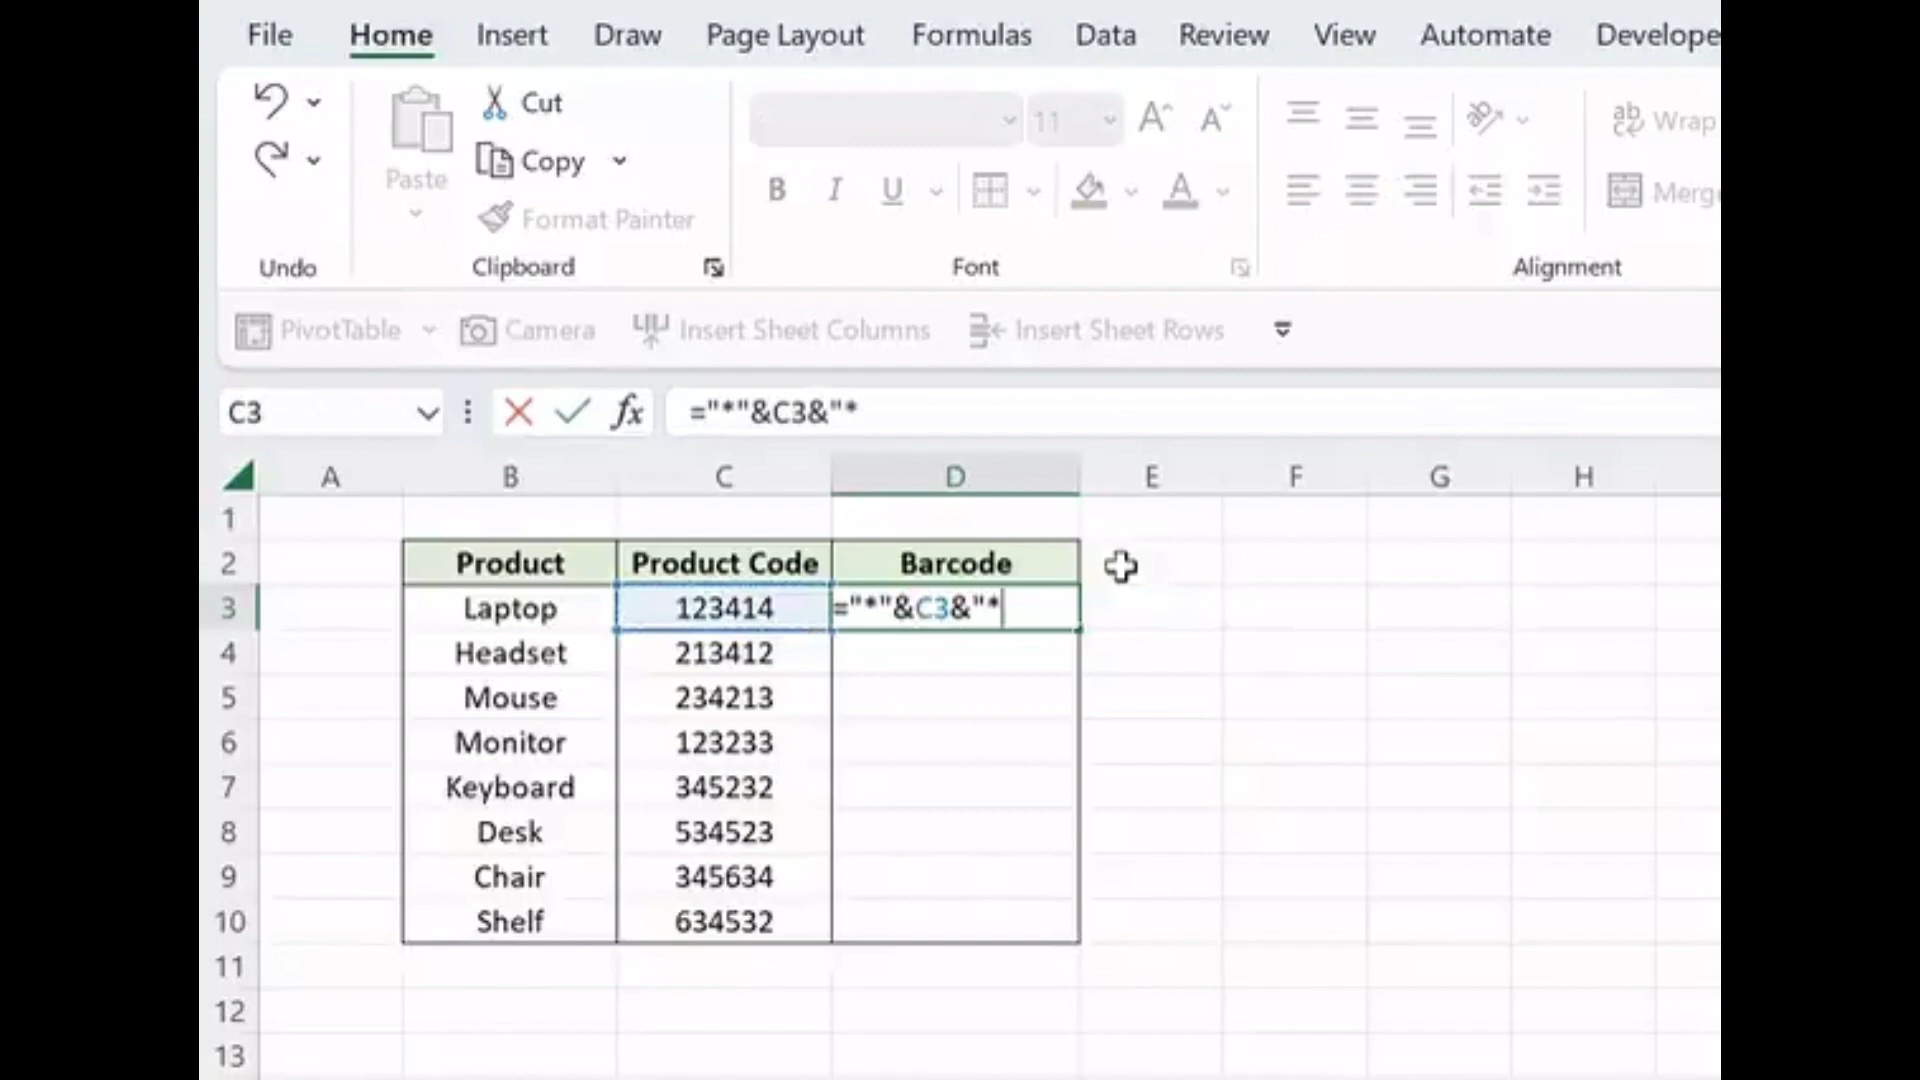 File Home Insert Draw Page Layout Formulas Data Review View Automate Develope
Cut
11 A A
ab Wrap
Paste
Copy
B I U A
Merg
Format Painter
Undo Clipboard Font Alignment
PivotTable Camera Insert Sheet Columns Insert Sheet Rows
C3 fx ="*"&C3&"*
A B C D E F G H
1
2 Product Product Code Barcode
3 Laptop 123414 ="*"&C3&"*
4 Headset 213412
5 Mouse 234213
6 Monitor 123233
7 Keyboard 345232
8 Desk 534523
9 Chair 345634
10 Shelf 634532
11
12
13